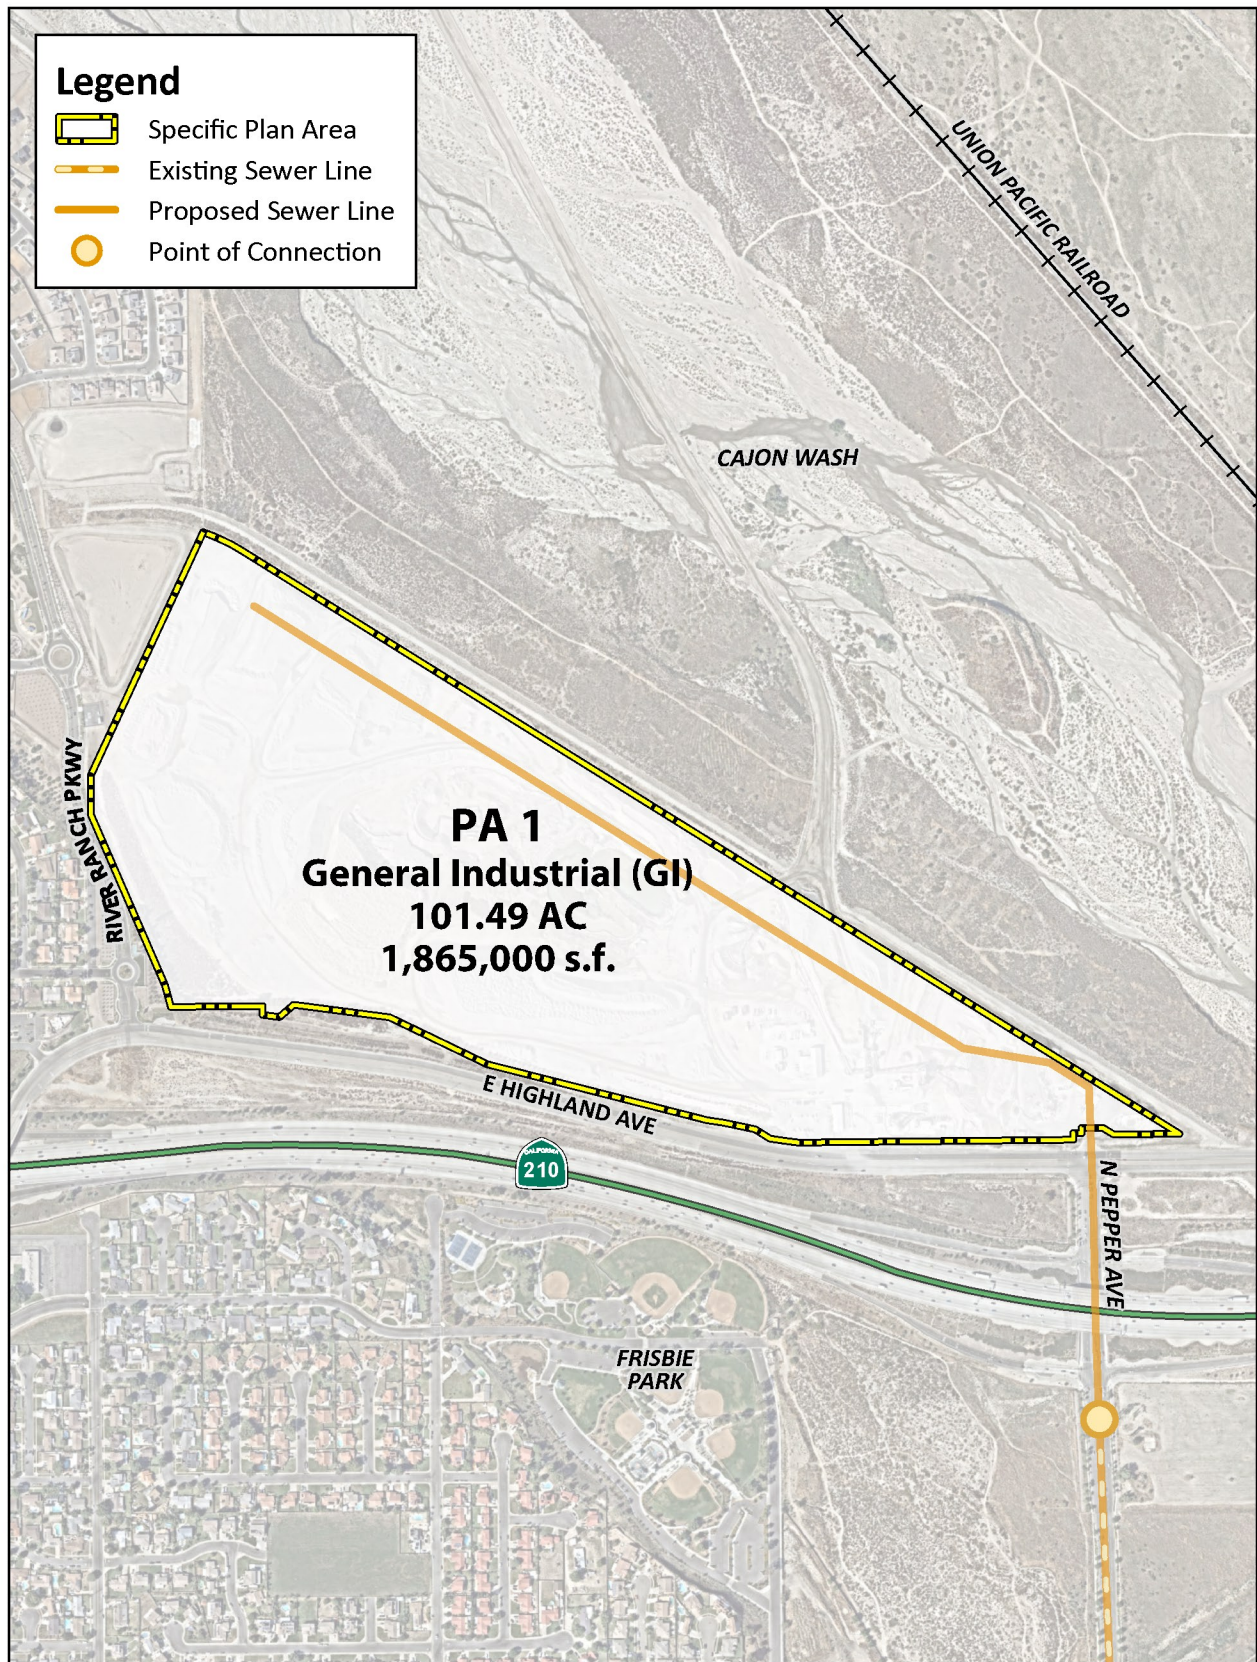 Legend
Specific Plan Area
Existing Sewer Line
Proposed Sewer Line
Point of Connection
UNION PACIFIC RAILROAD
CAJON WASH
RIVER RANCH PKWY
PA 1
General Industrial (GI)
101.49 AC
1,865,000 s.f.
E HIGHLAND AVE
CALIFORNIA
210
N PEPPER AVE
FRISBIE
PARK